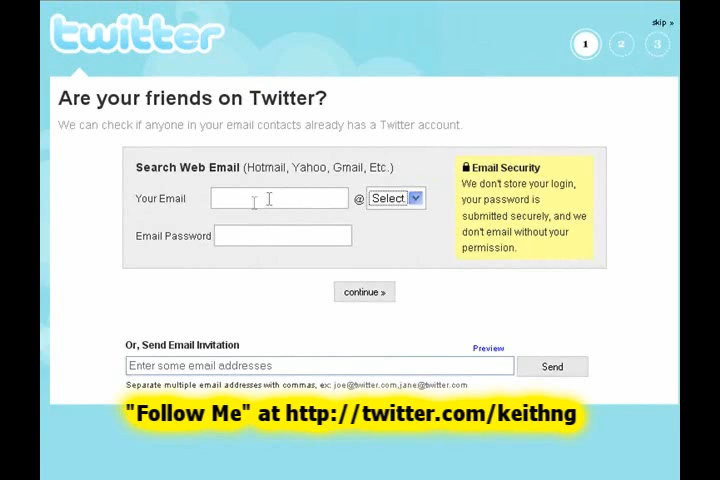 twitter
skip »
1 2 3
Are your friends on Twitter?
We can check if anyone in your email contacts already has a Twitter account.
Search Web Email (Hotmail, Yahoo, Gmail, Etc.)
Your Email @ Select.
Email Password
Email Security
We don't store your login,
your password is
submitted securely, and we
don't email without your
permission.
continue »
Or, Send Email Invitation
Preview
Enter some email addresses
Send
Separate multiple email addresses with commas, ex: joe@twitter.com,jane@twitter.com
"Follow Me" at http://twitter.com/keithng